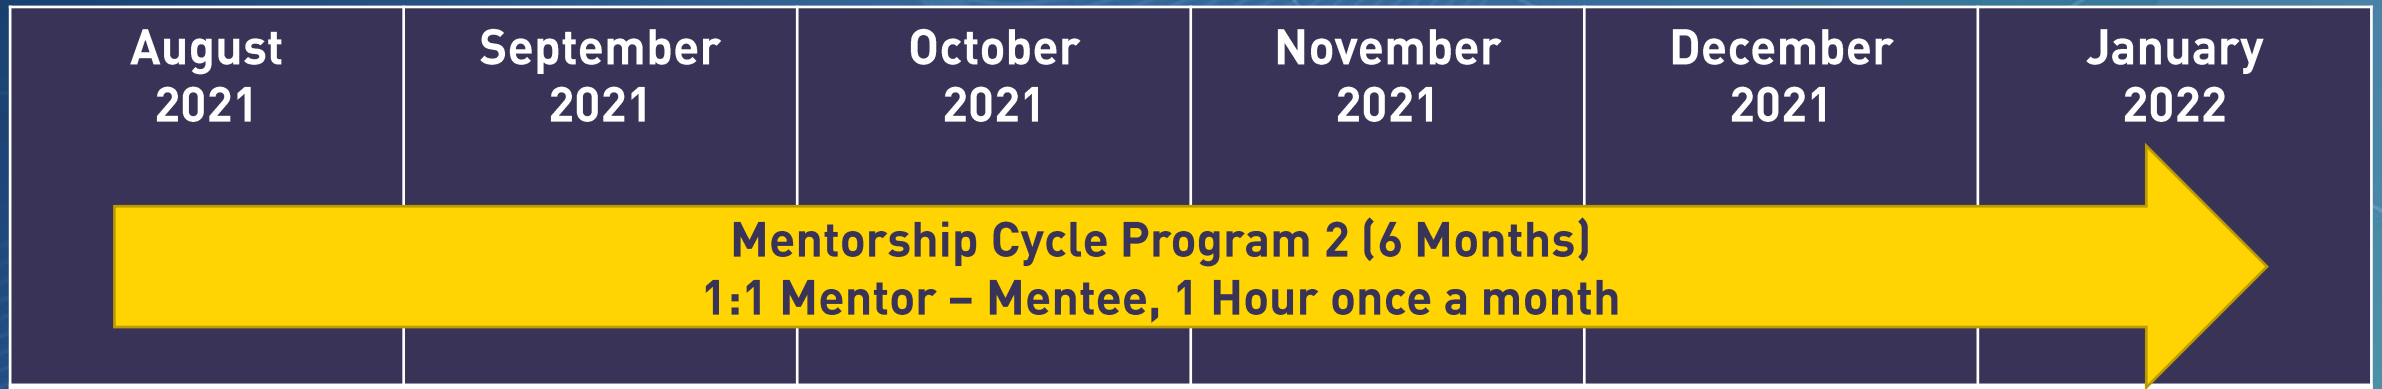 August
2021
September
2021
October
2021
November
2021
December
2021
January
2022
Mentorship Cycle Program 2 (6 Months)
1:1 Mentor – Mentee, 1 Hour once a month